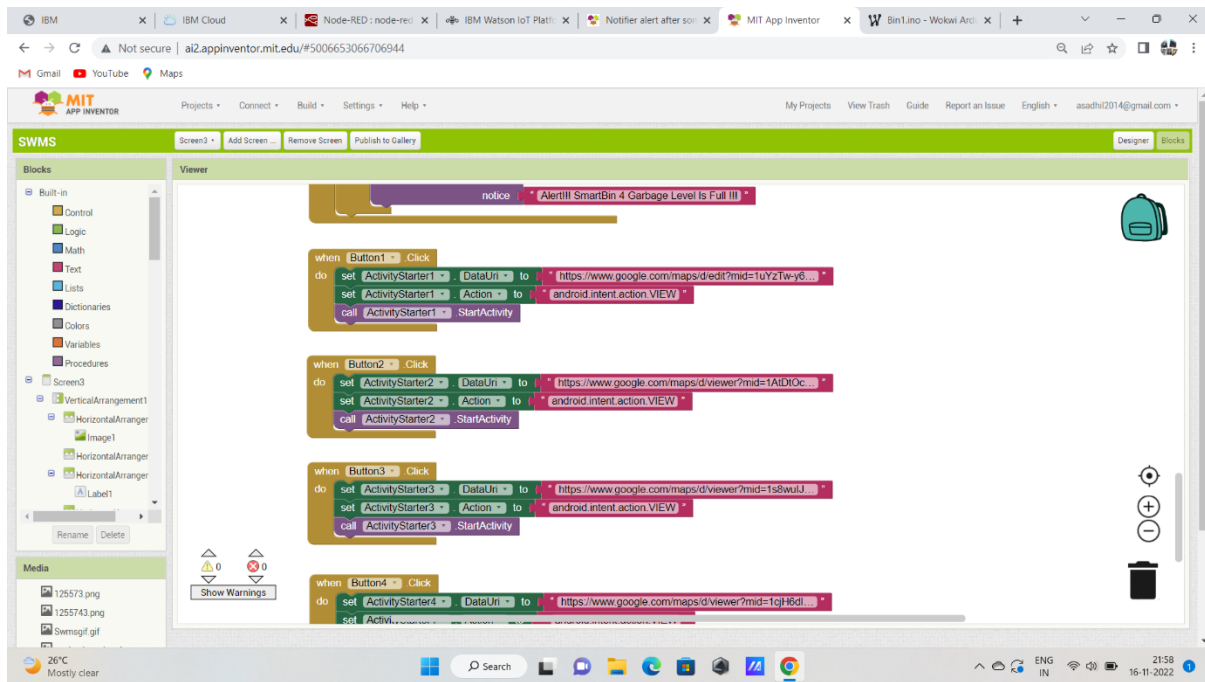 IBM
IBM Cloud
Node-RED : node-red
IBM Watson IoT Platfo
Notifier alert after som
MIT App Inventor
Bin1.ino - Wokwi Ardu
Not secure | ai2.appinventor.mit.edu/#5006653066706944
Gmail YouTube Maps
MIT
APP INVENTOR
Projects Connect Build Settings Help
My Projects View Trash Guide Report an Issue English asadhil2014@gmail.com
SWMS
Screen3 Add Screen ... Remove Screen Publish to Gallery
Designer Blocks
Blocks
Built-in
Control
Logic
Math
Text
Lists
Dictionaries
Colors
Variables
Procedures
Screen3
VerticalArrangement1
HorizontalArranger
Image1
HorizontalArranger
HorizontalArranger
Label1
Rename Delete
Media
125573.png
1255743.png
Swmsgif.gif
Viewer
notice " Alert!!! SmartBin 4 Garbage Level Is Full !!! "
when Button1 .Click
do set ActivityStarter1 . DataUri to " https://www.google.com/maps/d/edit?mid=1uYzTw-y6... "
set ActivityStarter1 . Action to " android.intent.action.VIEW "
call ActivityStarter1 .StartActivity
when Button2 .Click
do set ActivityStarter2 . DataUri to " https://www.google.com/maps/d/viewer?mid=1AtDtOc... "
set ActivityStarter2 . Action to " android.intent.action.VIEW "
call ActivityStarter2 .StartActivity
when Button3 .Click
do set ActivityStarter3 . DataUri to " https://www.google.com/maps/d/viewer?mid=1s8wulJ... "
set ActivityStarter3 . Action to " android.intent.action.VIEW "
call ActivityStarter3 .StartActivity
when Button4 .Click
do set ActivityStarter4 . DataUri to " https://www.google.com/maps/d/viewer?mid=1cjH6dl... "
set
0 0
Show Warnings
26°C
Mostly clear
Search
ENG
IN
21:58
16-11-2022
1